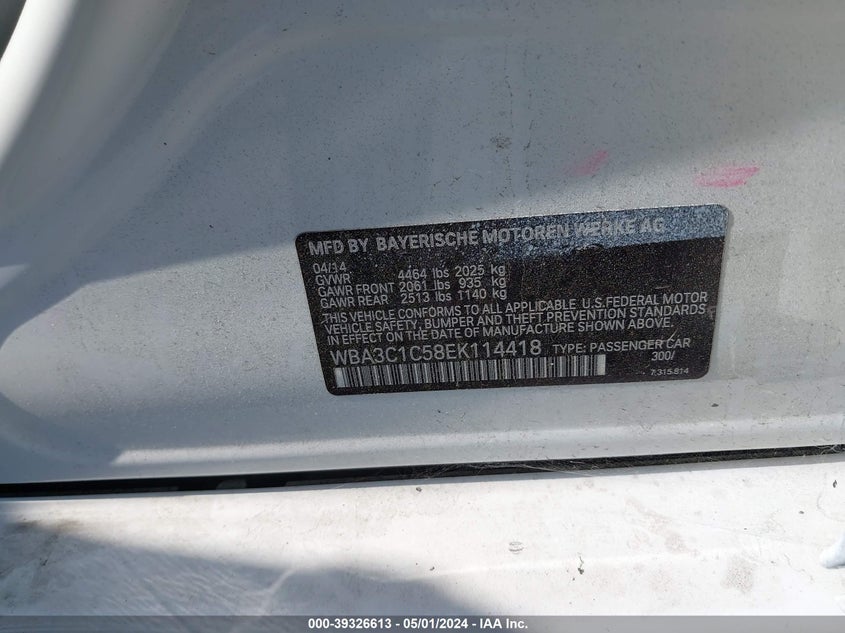 MFD BY BAYERISCHE MOTOREN WERKE AG
04/14
GVWR 4464 lbs 2025 kg
GAWR FRONT 2061 lbs 935 kg
GAWR REAR 2513 lbs 1140 kg
THIS VEHICLE CONFORMS TO ALL APPLICABLE U.S.FEDERAL MOTOR
VEHICLE SAFETY, BUMPER AND THEFT PREVENTION STANDARDS
IN EFFECT ON THE DATE OF MANUFACTURE SHOWN ABOVE.
WBA3C1C58EK114418 TYPE: PASSENGER CAR
300/
7.315.814
000-39326613 - 05/01/2024 - IAA Inc.